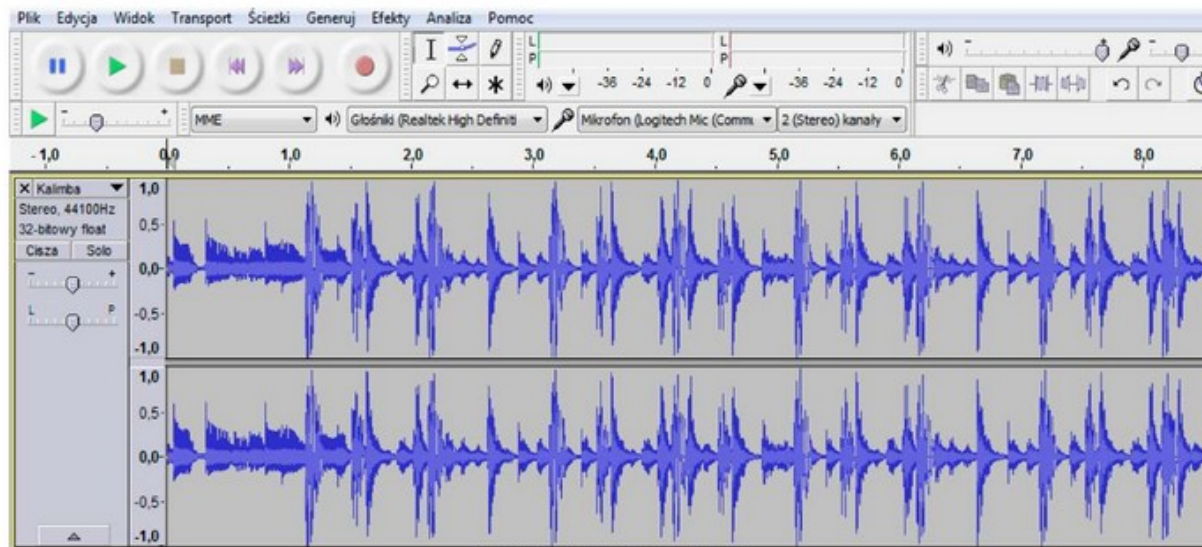 Plik Edycja Widok Transport Ścieżki Generuj Efekty Analiza Pomoc
L L
P P
-36 -24 -12 0 -36 -24 -12 0
MME Głośniki (Realtek High Definiti Mikrofon (Logitech Mic (Commu 2 (Stereo) kanały
- 1,0 0,0 1,0 2,0 3,0 4,0 5,0 6,0 7,0 8,0
X Kalimba 1,0
Stereo, 44100Hz
32-bitowy float 0,5
Cisza Solo
- + 0,0
L P
-0,5
-1,0
1,0
0,5
0,0
-0,5
-1,0